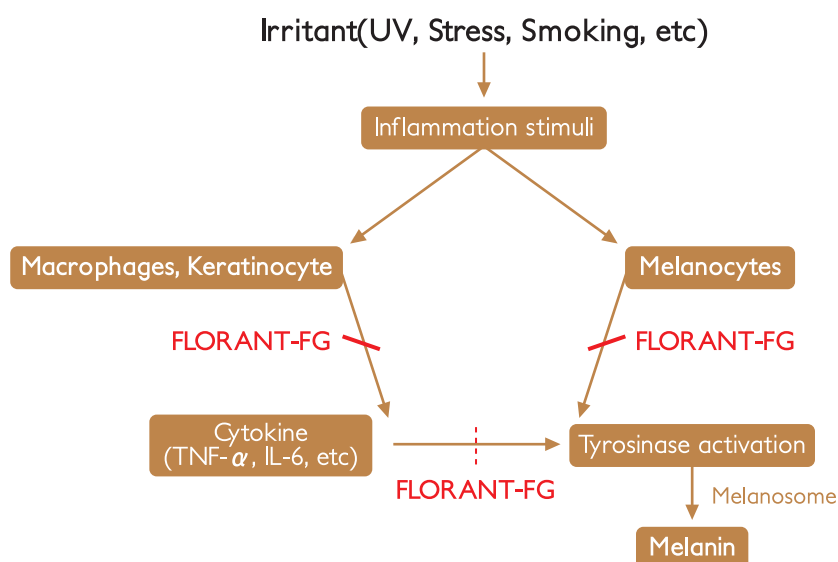 Irritant(UV, Stress, Smoking, etc)
Inflammation stimuli
Macrophages, Keratinocyte
Melanocytes
FLORANT-FG
FLORANT-FG
Cytokine
(TNF-α, IL-6, etc)
Tyrosinase activation
FLORANT-FG
Melanosome
Melanin